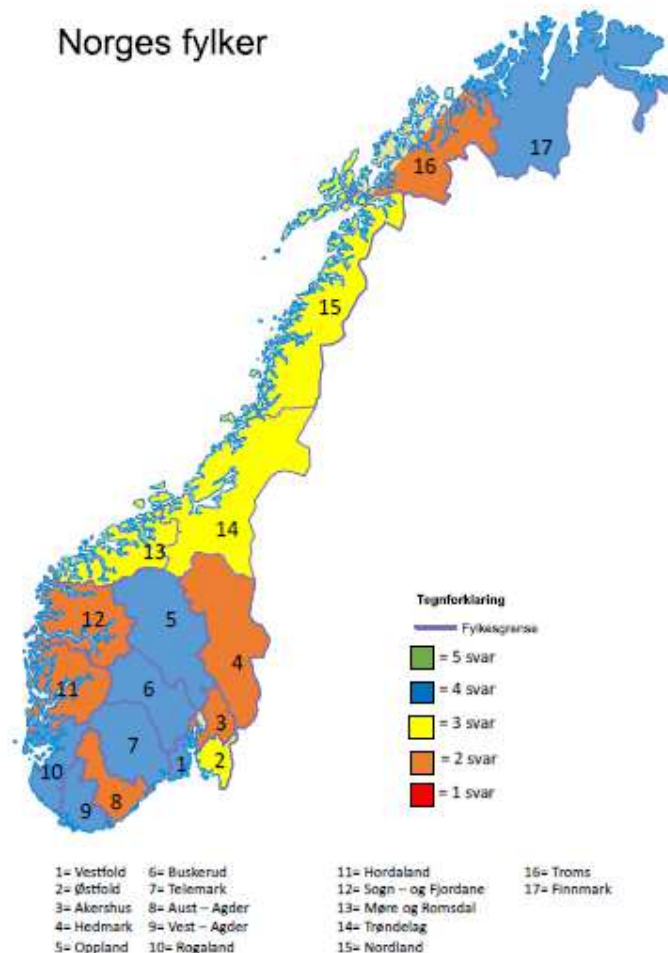 Norges fylker
17
16
15
14
13
12
5
4
11
6
3
7
2
10
1
8
9
Tegnforklaring
Fylkesgrense
= 5 svar
= 4 svar
= 3 svar
= 2 svar
= 1 svar
1= Vestfold 6= Buskerud 11= Hordaland 16= Troms
2= Østfold 7= Telemark 12= Sogn – og Fjordane 17= Finnmark
3= Akershus 8= Aust – Agder 13= Møre og Romsdal
4= Hedmark 9= Vest – Agder 14= Trøndelag
5= Oppland 10= Rogaland 15= Nordland